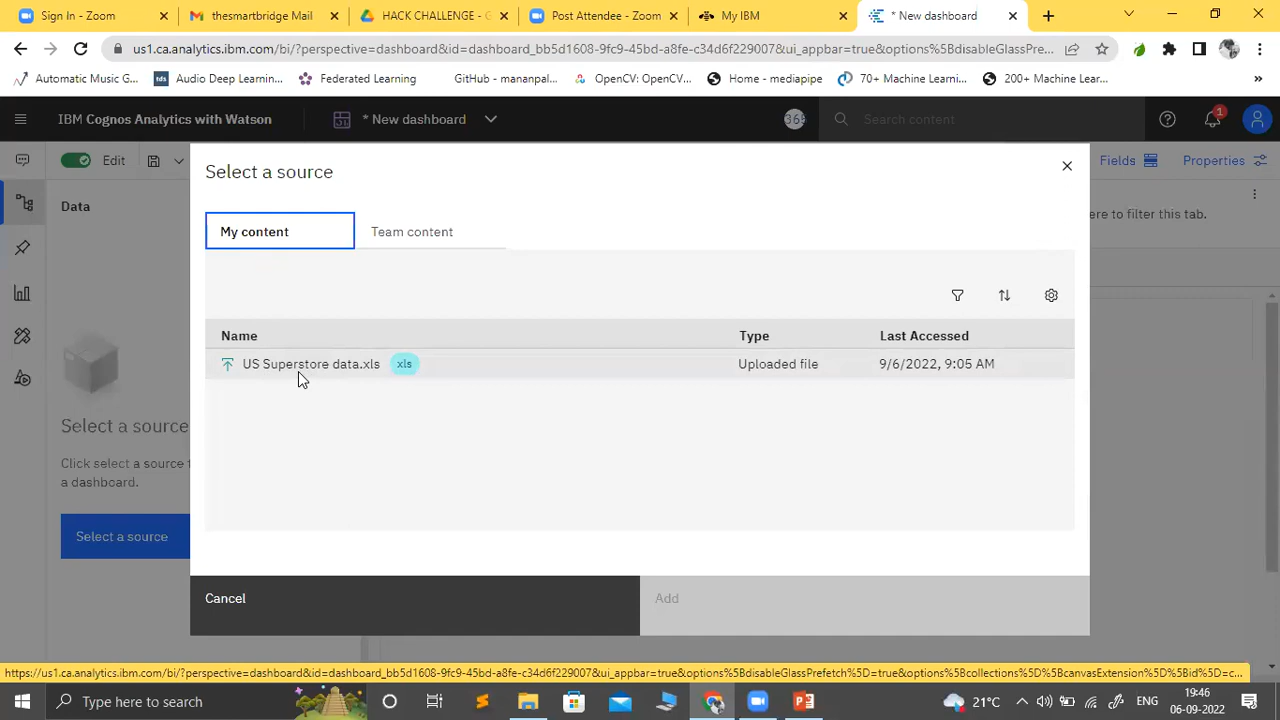 Sign In - Zoom
thesmartbridge Mail
HACK CHALLENGE - G
Post Attendee - Zoom
My IBM
* New dashboard
us1.ca.analytics.ibm.com/bi/?perspective=dashboard&id=dashboard_bb5d1608-9fc9-45bd-a8fe-c34d6f229007&ui_appbar=true&options%5BdisableGlassPre...
Automatic Music G...
tds
Audio Deep Learnin...
Federated Learning
GitHub - mananpal...
OpenCV: OpenCV...
Home - mediapipe
70+ Machine Learni...
200+ Machine Lear...
IBM Cognos Analytics with Watson
* New dashboard
Search content
1
Edit
Fields
Properties
Data
Select a source
My content
Team content
ere to filter this tab.
Name
Type
Last Accessed
US Superstore data.xls
xls
Uploaded file
9/6/2022, 9:05 AM
Select a source
Click select a source
a dashboard.
Select a source
Cancel
Add
https://us1.ca.analytics.ibm.com/bi/?perspective=dashboard&id=dashboard_bb5d1608-9fc9-45bd-a8fe-c34d6f229007&ui_appbar=true&options%5BdisableGlassPrefetch%5D=true&options%5Bcollections%5D%5BcanvasExtension%5D%5Bid%5D=c...
Type here to search
21°C
ENG
19:46
06-09-2022